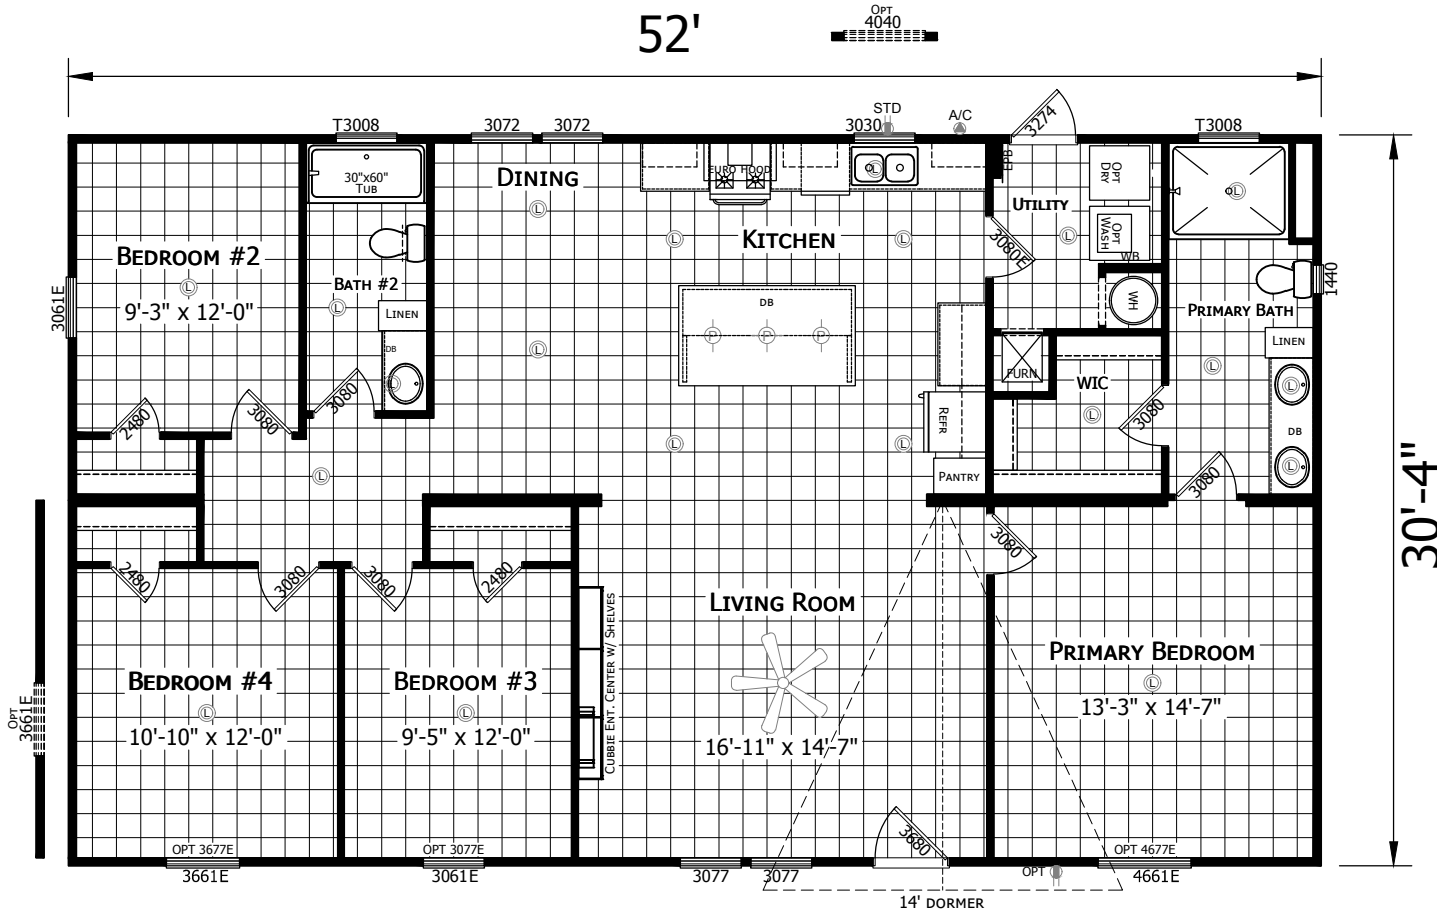 52'
OPT
4040
T3008
3072
3072
3030
STD
A/C
3274
T3008
30"x60"
TUB
DINING
EURO HOOD
L
EPB
OPT
DRY
UTILITY
OPT
WASH
WB
L
L
L
L
KITCHEN
3080E
L
BEDROOM #2
9'-3" x 12'-0"
L
3061E
BATH #2
L
LINEN
DB
L
3080
DB
P
P
P
L
WH
1440
PRIMARY BATH
LINEN
L
L
DB
L
FURN
WIC
L
3080
REFR
PANTRY
L
L
2480
3080
L
3080
30'-4"
2480
3080
3080
2480
3080
OPT
3661E
CUBBIE ENT. CENTER W/ SHELVES
LIVING ROOM
16'-11" x 14'-7"
PRIMARY BEDROOM
L
13'-3" x 14'-7"
BEDROOM #4
L
10'-10" x 12'-0"
BEDROOM #3
L
9'-5" x 12'-0"
3680
OPT 3677E
3661E
OPT 3077E
3061E
3077
3077
OPT
OPT 4677E
4661E
14' DORMER